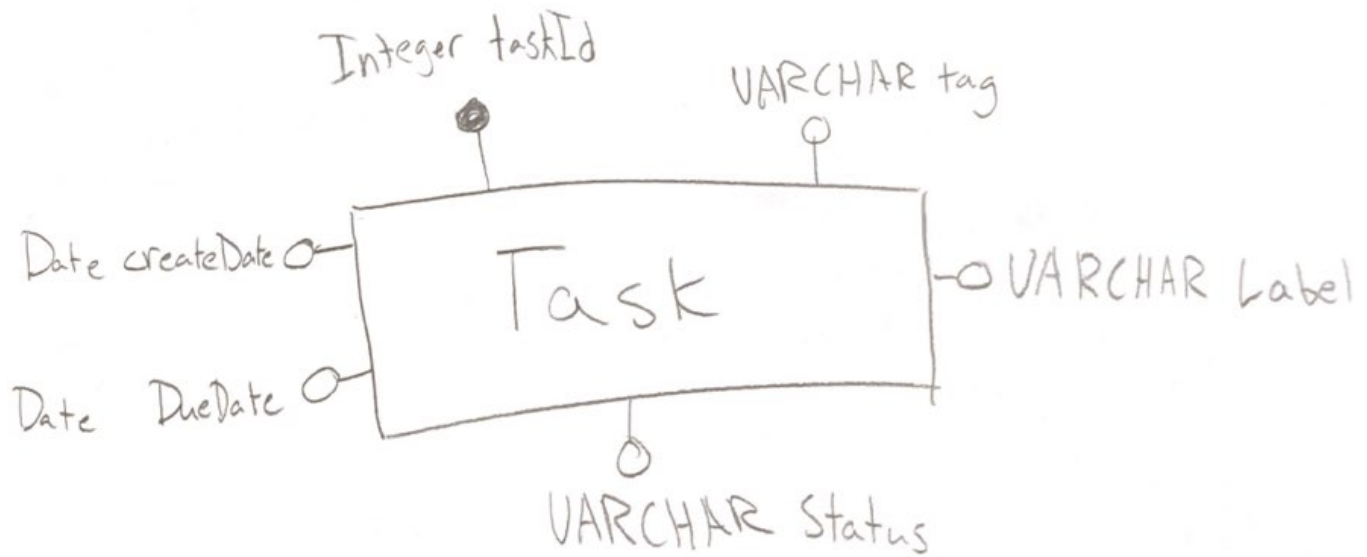 Integer taskId
VARCHAR tag
Date createDate
Task
VARCHAR Label
Date DueDate
VARCHAR Status